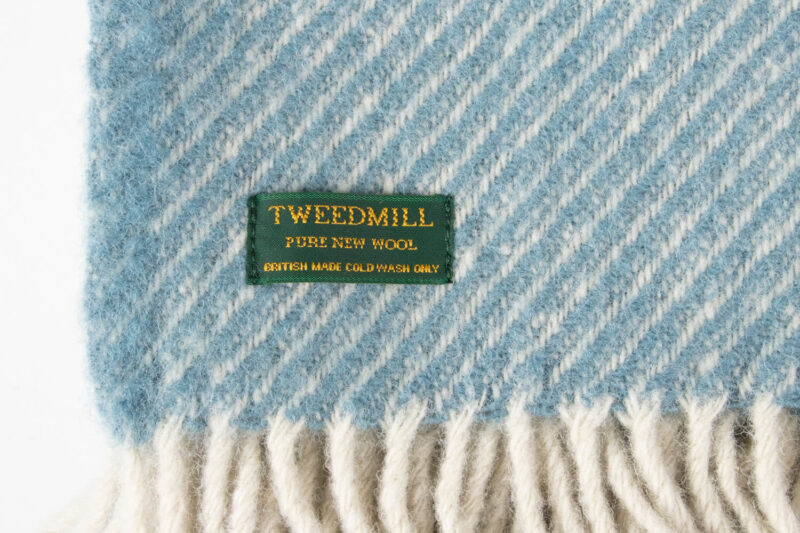 TWEEDMILL
PURE NEW WOOL
BRITISH MADE COLD WASH ONLY